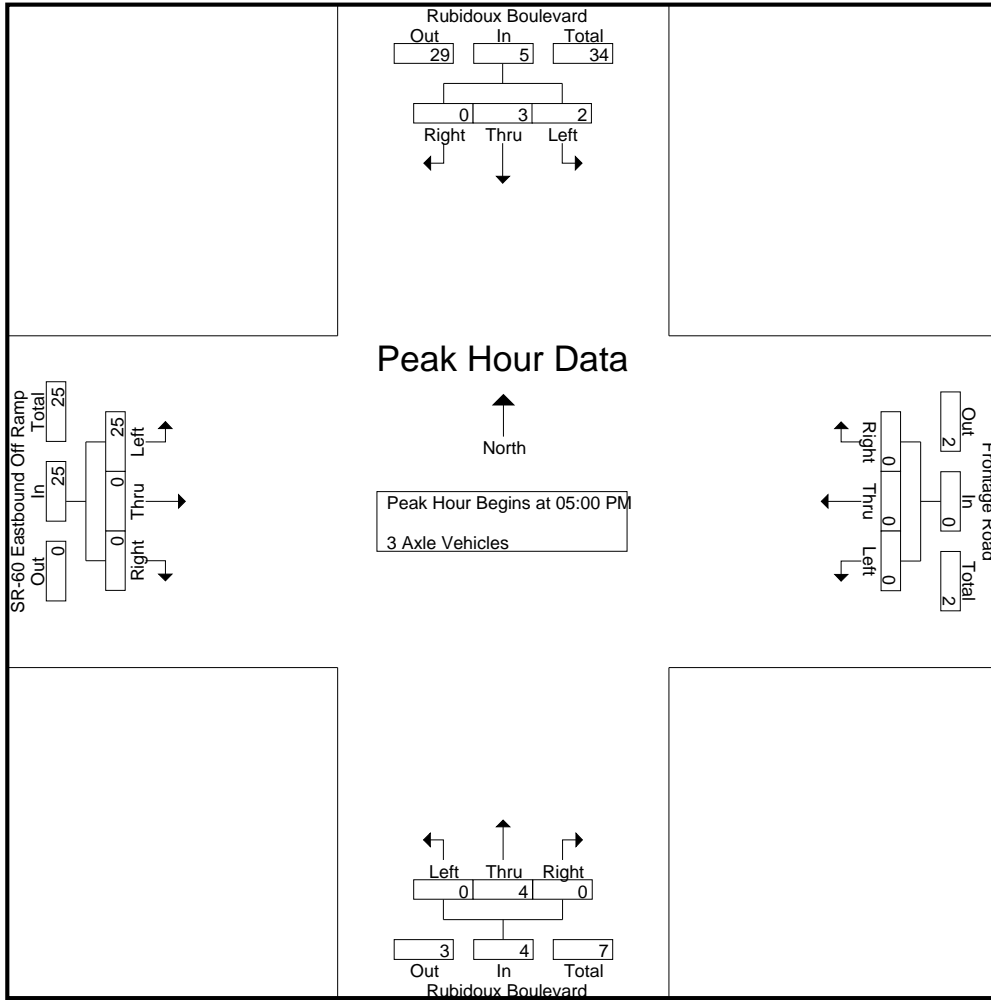 Rubidoux Boulevard
Out In Total
29 5 34
0 3 2
Right Thru Left
Peak Hour Data
North
Peak Hour Begins at 05:00 PM
3 Axle Vehicles
SR-60 Eastbound Off Ramp
Total In Out
25 25 0
25 0 0
Left Thru Right
Frontage Road
Out In Total
2 0 2
0 0 0
Right Thru Left
Left Thru Right
0 4 0
3 4 7
Out In Total
Rubidoux Boulevard